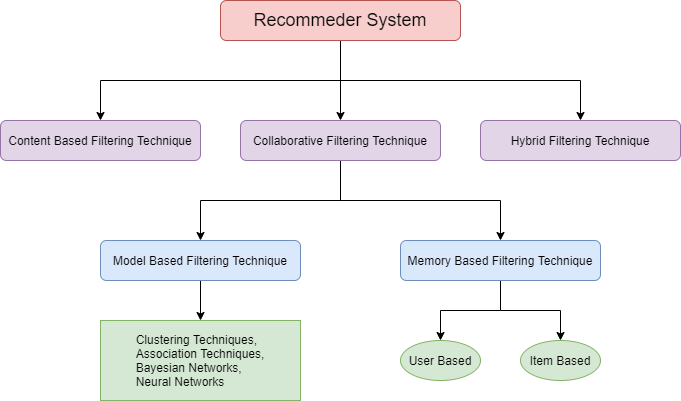 Recommeder System
Content Based Filtering Technique
Collaborative Filtering Technique
Hybrid Filtering Technique
Model Based Filtering Technique
Memory Based Filtering Technique
Clustering Techniques,
Association Techniques,
Bayesian Networks,
Neural Networks
User Based
Item Based